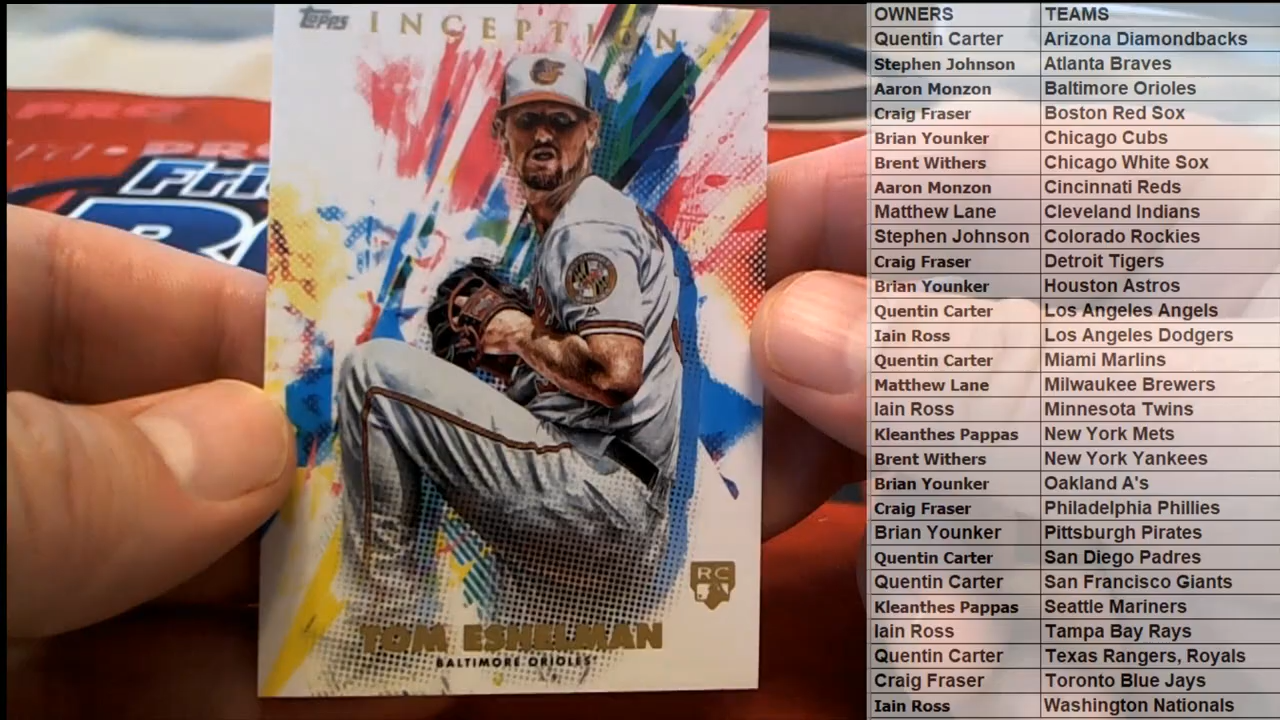 Topps INCEPTION
RC
TOM ESHELMAN
BALTIMORE ORIOLES
PRO
Fri
OWNERS TEAMS
Quentin Carter Arizona Diamondbacks
Stephen Johnson Atlanta Braves
Aaron Monzon Baltimore Orioles
Craig Fraser Boston Red Sox
Brian Younker Chicago Cubs
Brent Withers Chicago White Sox
Aaron Monzon Cincinnati Reds
Matthew Lane Cleveland Indians
Stephen Johnson Colorado Rockies
Craig Fraser Detroit Tigers
Brian Younker Houston Astros
Quentin Carter Los Angeles Angels
Iain Ross Los Angeles Dodgers
Quentin Carter Miami Marlins
Matthew Lane Milwaukee Brewers
Iain Ross Minnesota Twins
Kleanthes Pappas New York Mets
Brent Withers New York Yankees
Brian Younker Oakland A's
Craig Fraser Philadelphia Phillies
Brian Younker Pittsburgh Pirates
Quentin Carter San Diego Padres
Quentin Carter San Francisco Giants
Kleanthes Pappas Seattle Mariners
Iain Ross Tampa Bay Rays
Quentin Carter Texas Rangers, Royals
Craig Fraser Toronto Blue Jays
Iain Ross Washington Nationals